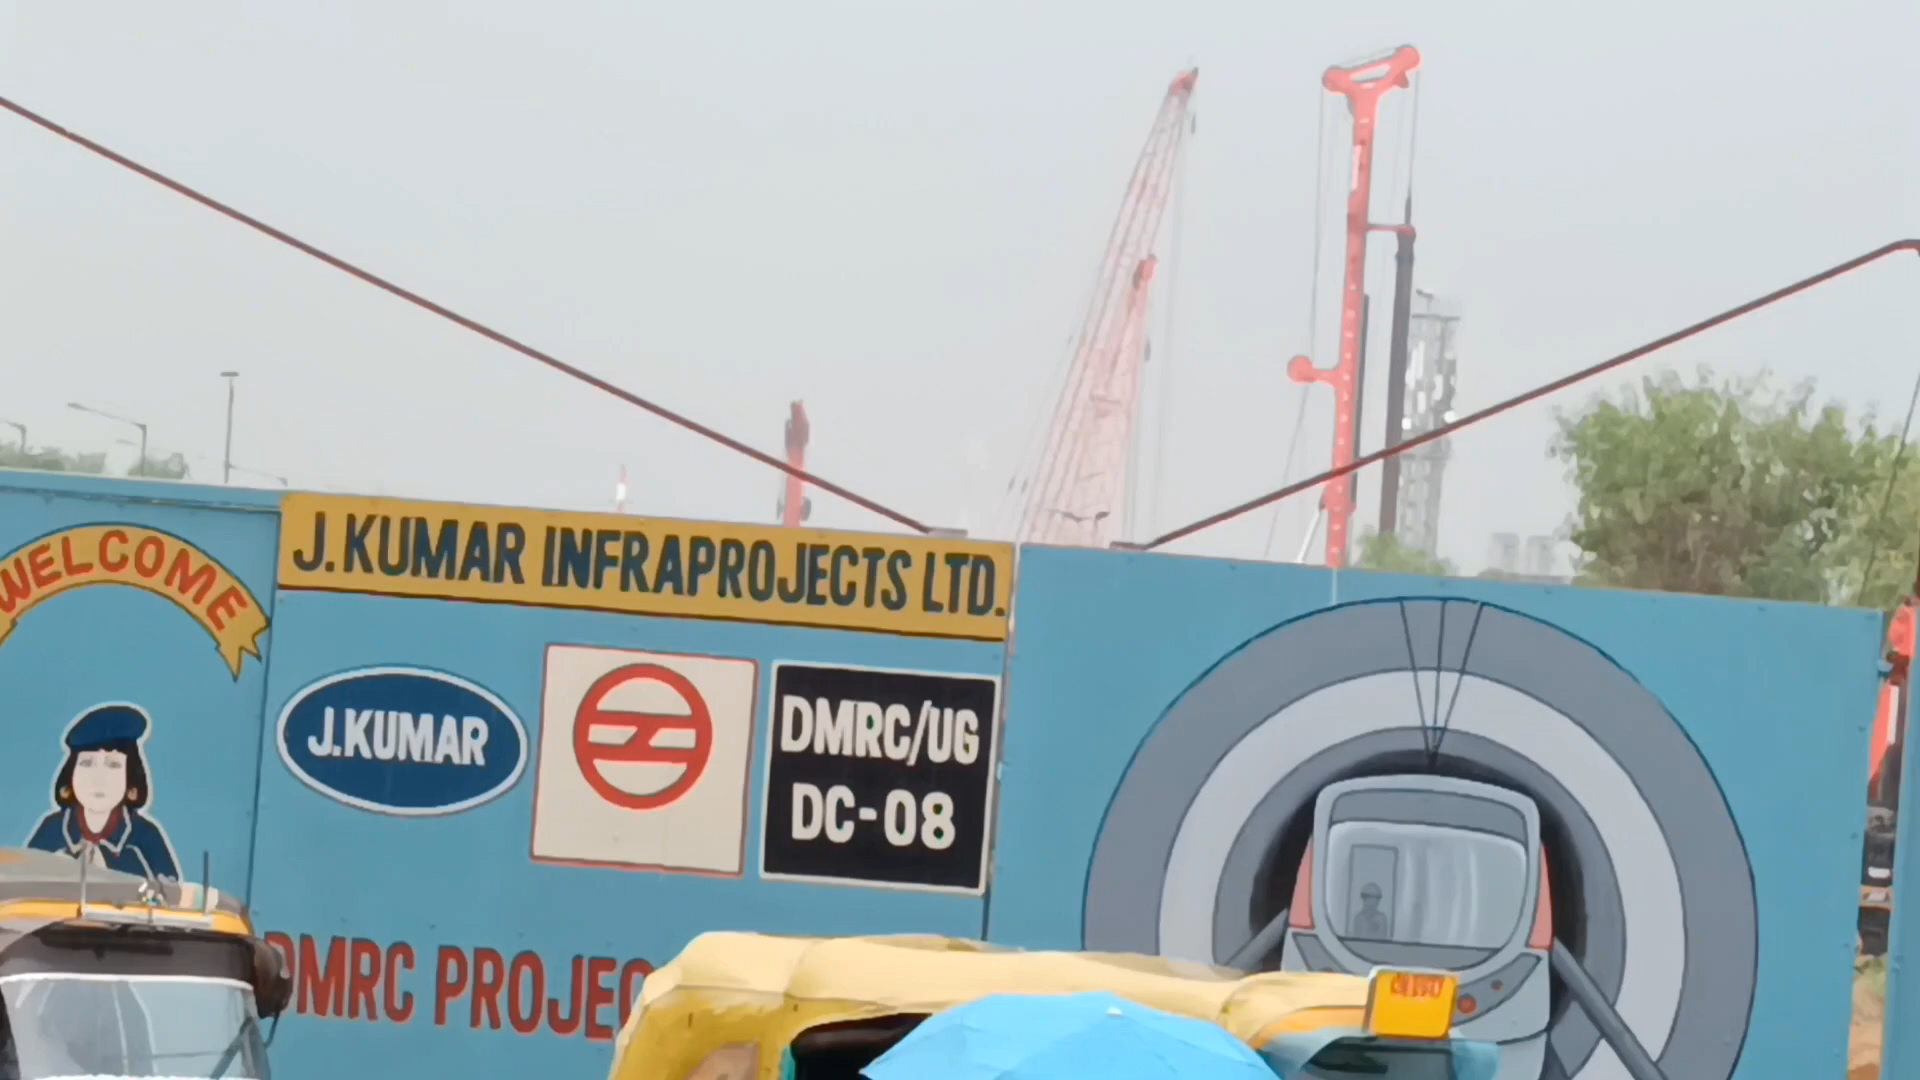 WELCOME
J.KUMAR INFRAPROJECTS LTD.
J.KUMAR
DMRC/UG
DC-08
DMRC PROJEC